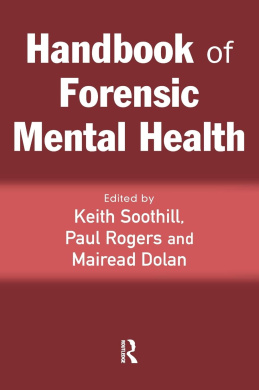 Handbook of
Forensic
Mental Health
Edited by
Keith Soothill,
Paul Rogers and
Mairead Dolan
R
ROUTLEDGE